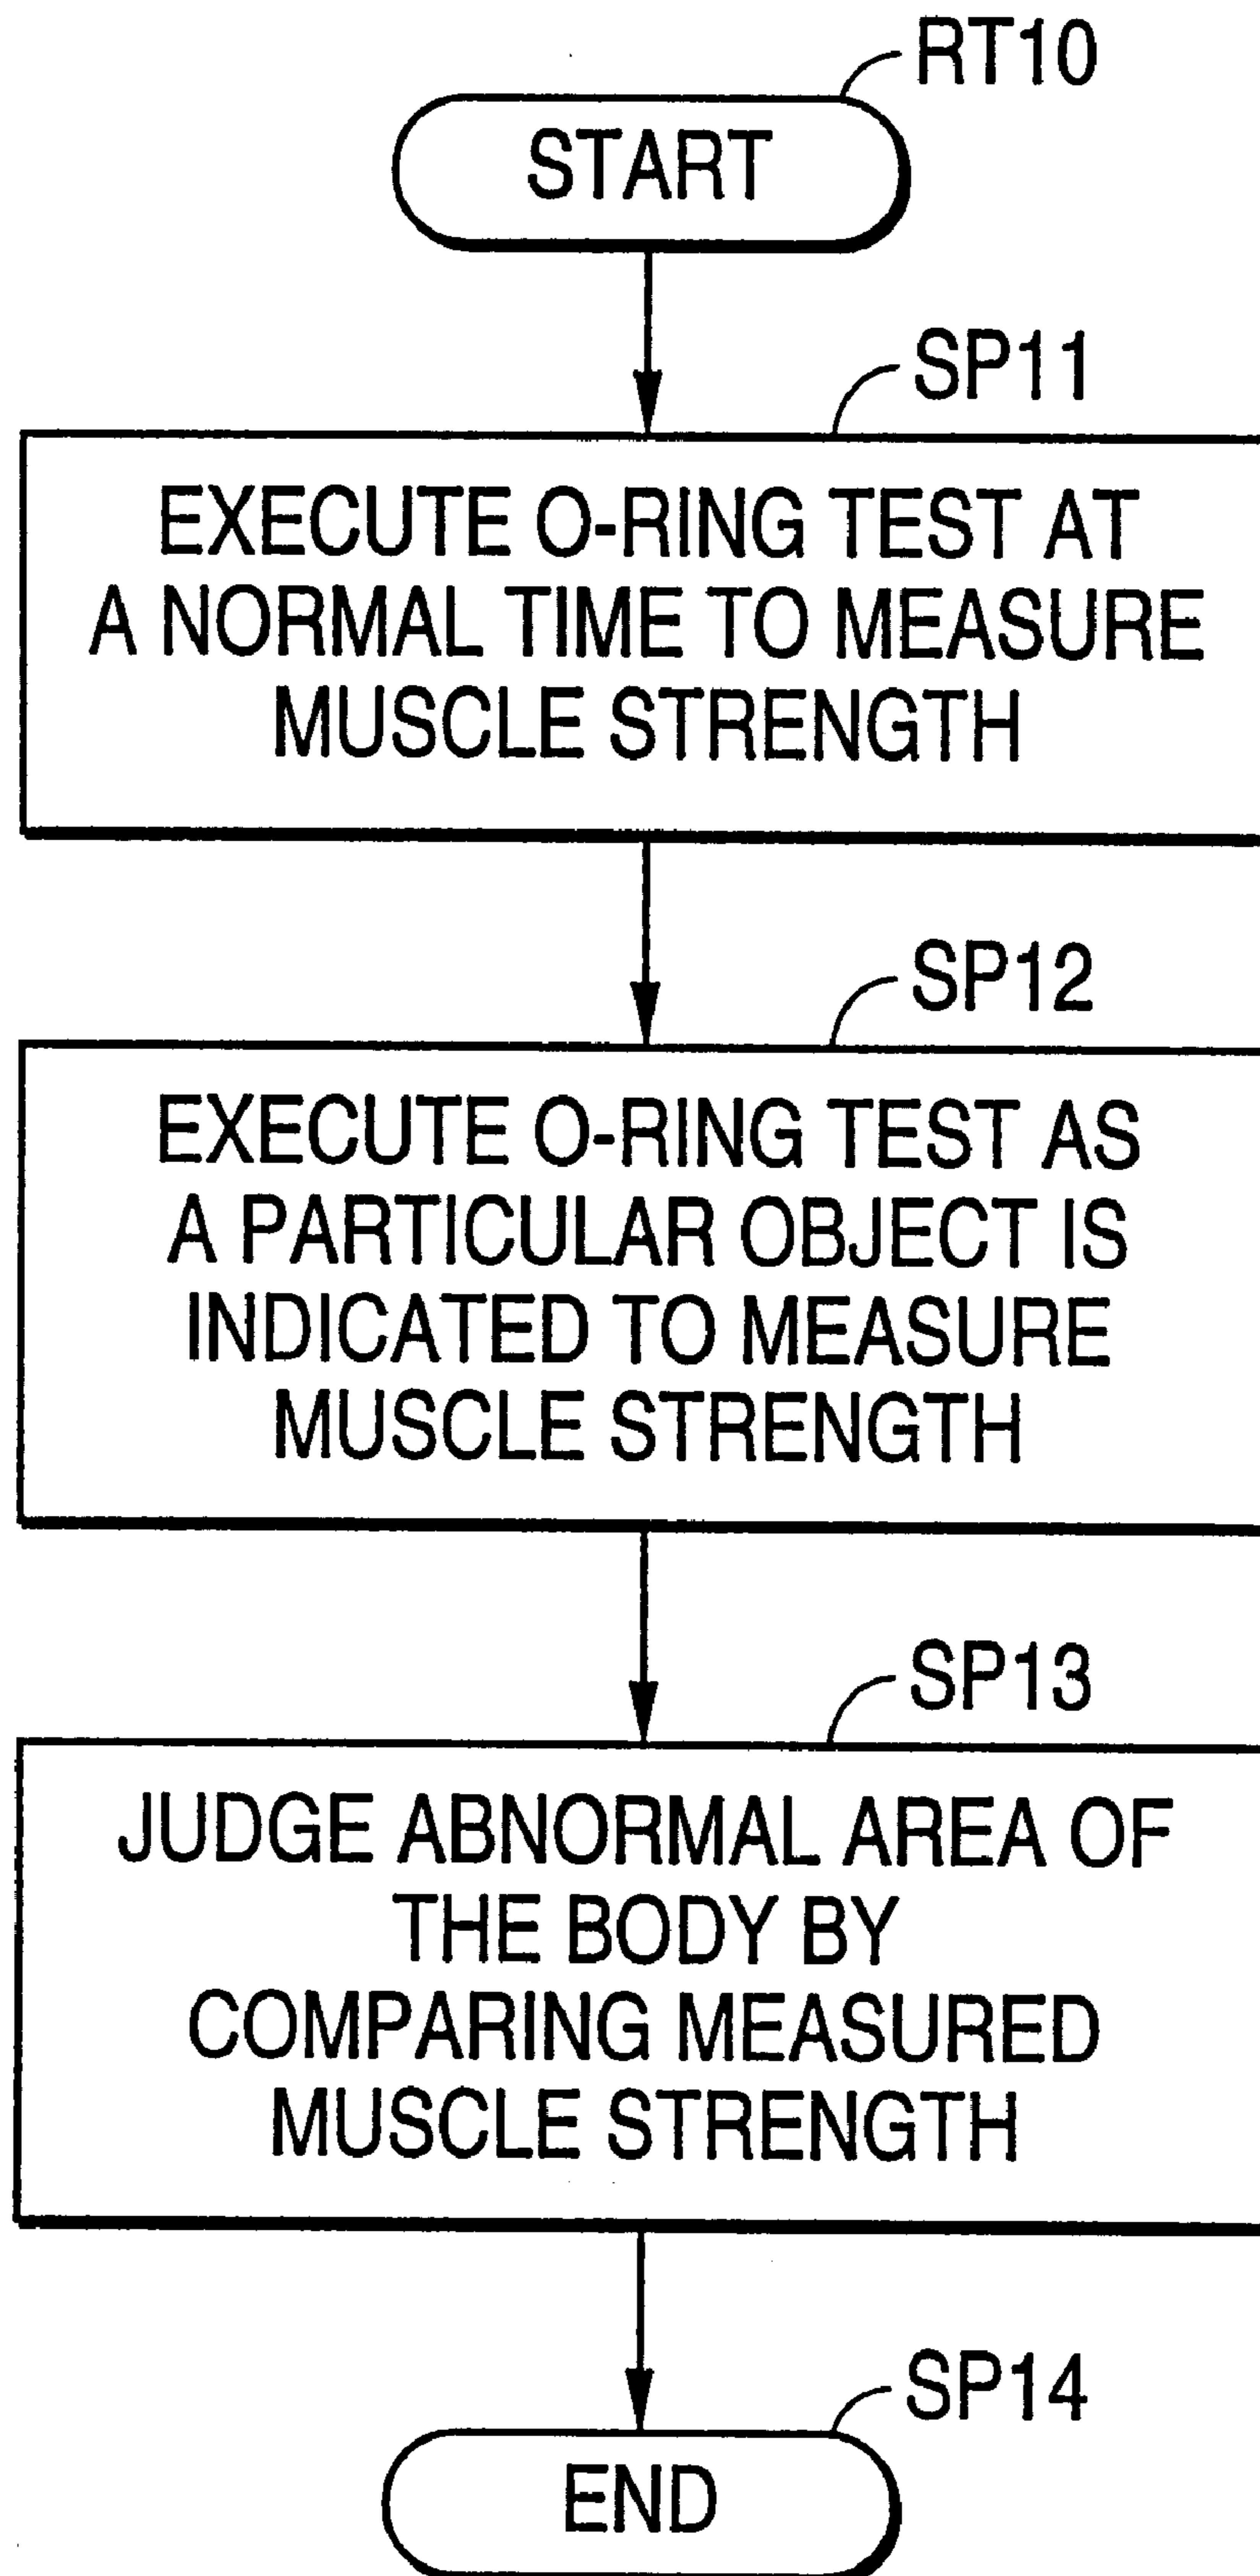 RT10
START
SP11
EXECUTE O-RING TEST AT
A NORMAL TIME TO MEASURE
MUSCLE STRENGTH
SP12
EXECUTE O-RING TEST AS
A PARTICULAR OBJECT IS
INDICATED TO MEASURE
MUSCLE STRENGTH
SP13
JUDGE ABNORMAL AREA OF
THE BODY BY
COMPARING MEASURED
MUSCLE STRENGTH
SP14
END